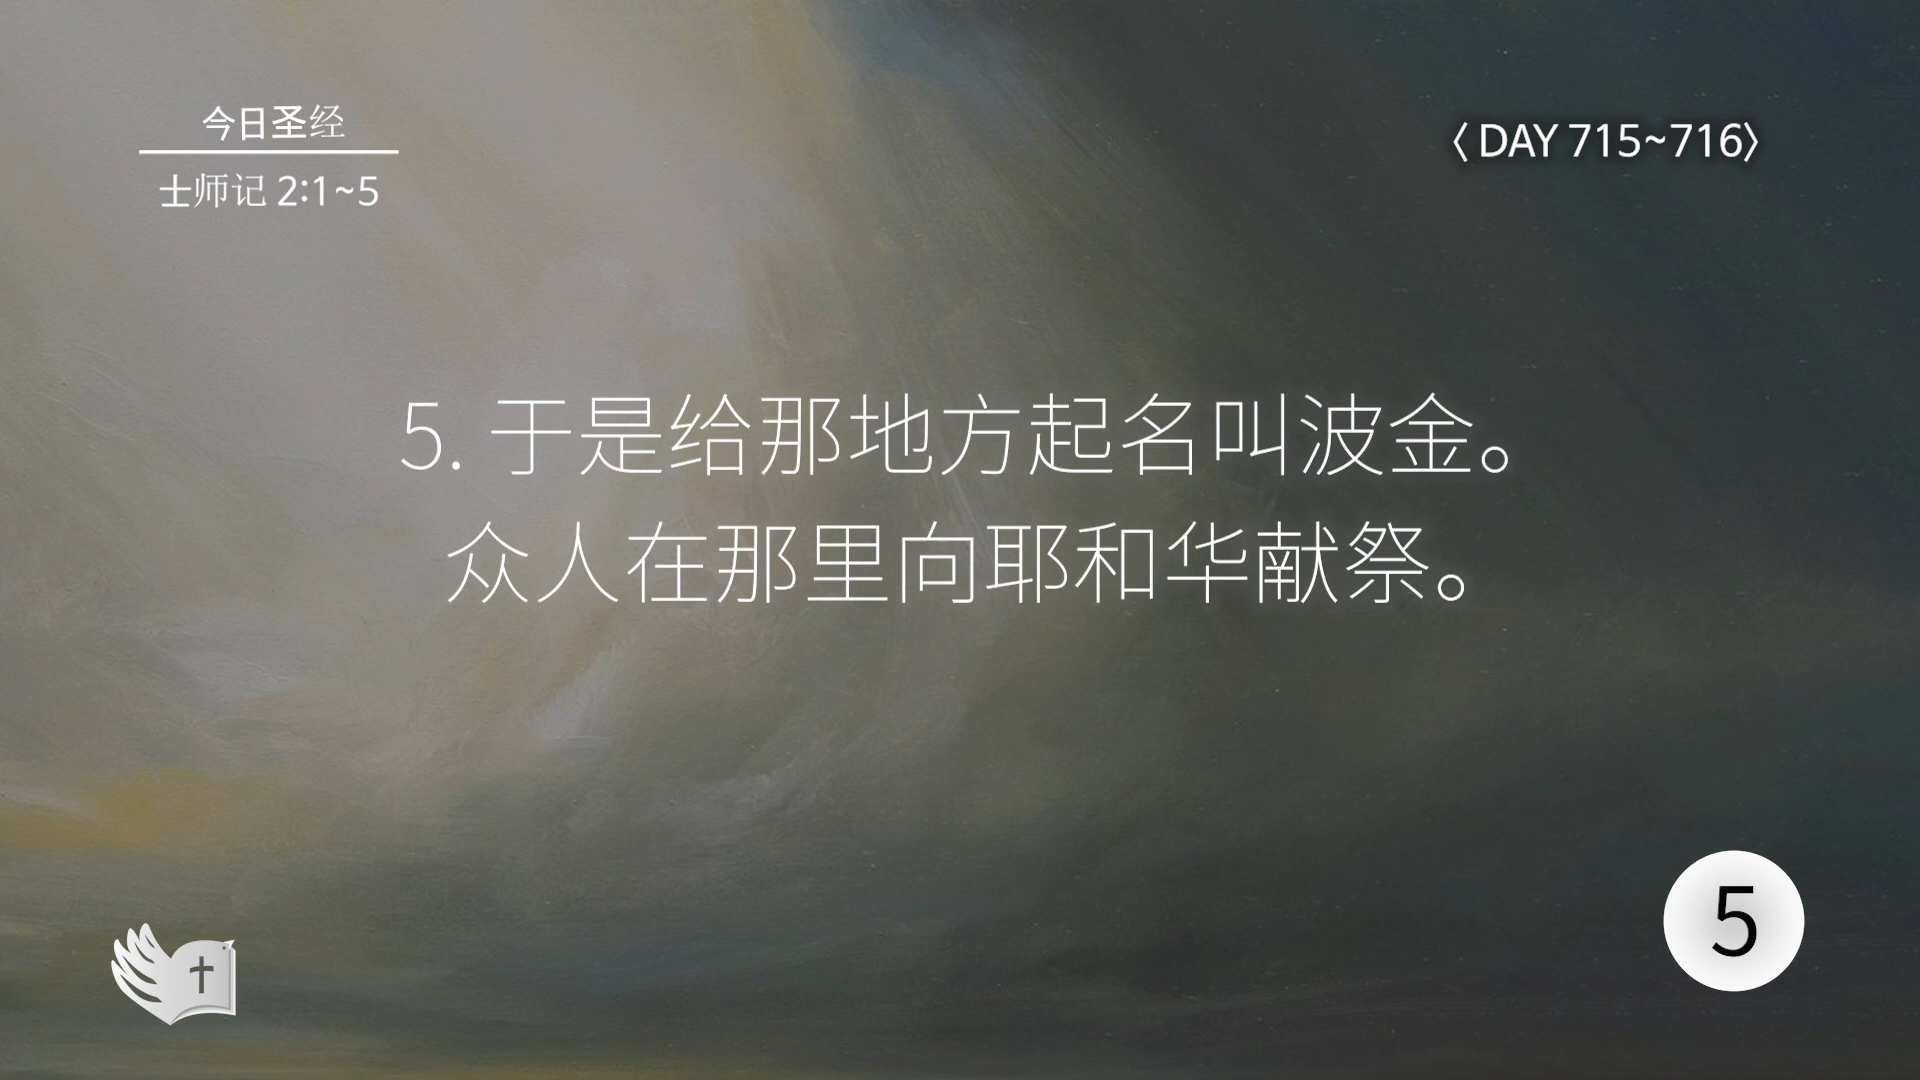 今日圣经
士师记 2:1~5
〈 DAY 715~716〉
5. 于是给那地方起名叫波金。
众人在那里向耶和华献祭。
5